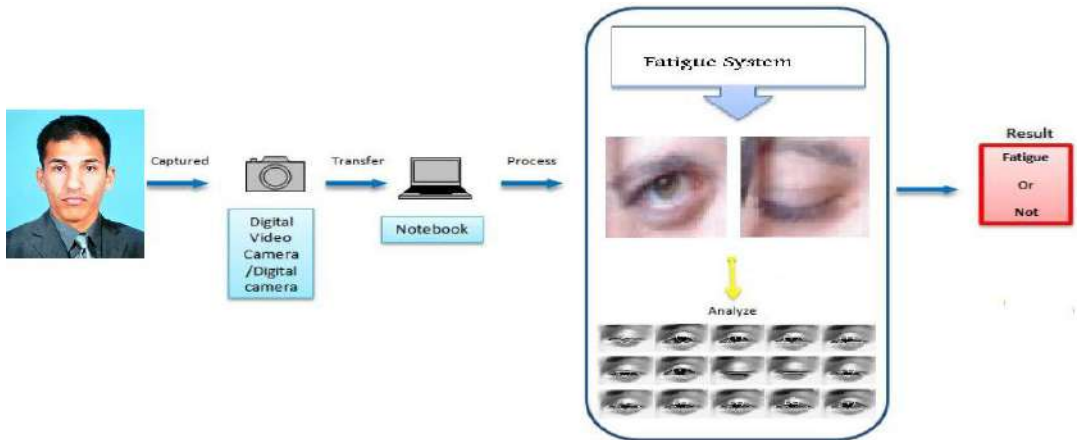 Fatigue System
Captured
Transfer
Process
Digital
Video
Camera
/Digital
camera
Notebook
Analyze
Result
Fatigue
Or
Not